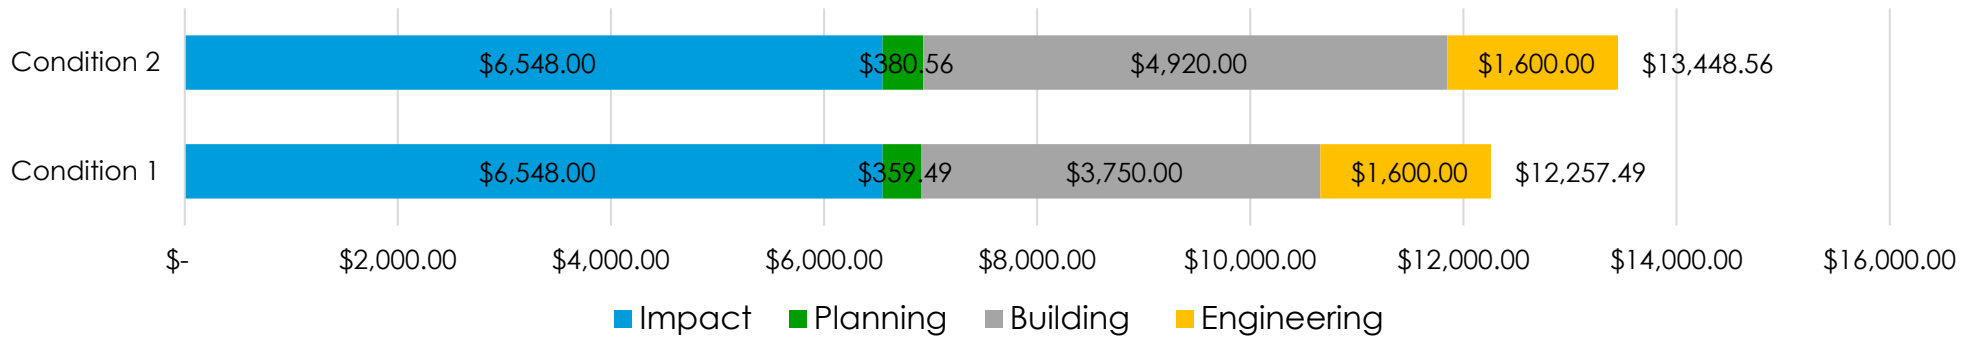 Condition 2 $6,548.00 $380.56 $4,920.00 $1,600.00 $13,448.56
Condition 1 $6,548.00 $359.49 $3,750.00 $1,600.00 $12,257.49
$- $2,000.00 $4,000.00 $6,000.00 $8,000.00 $10,000.00 $12,000.00 $14,000.00 $16,000.00
Impact Planning Building Engineering